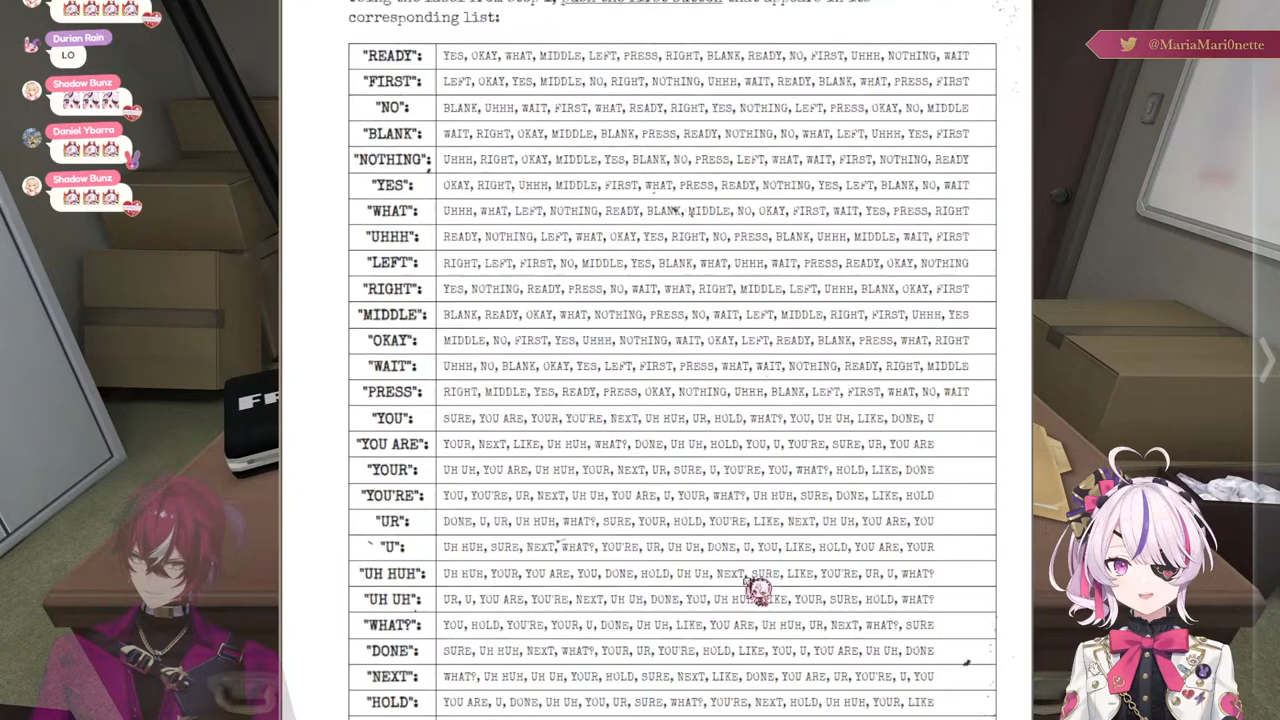 Durian Rain
LO
Shadow Bunz
Daniel Ybarra
Shadow Bunz
@MariaMari0nette
push the first button that appears in its
corresponding list:
"READY": YES, OKAY, WHAT, MIDDLE, LEFT, PRESS, RIGHT, BLANK, READY, NO, FIRST, UHHH, NOTHING, WAIT
"FIRST": LEFT, OKAY, YES, MIDDLE, NO, RIGHT, NOTHING, UHHH, WAIT, READY, BLANK, WHAT, PRESS, FIRST
"NO": BLANK, UHHH, WAIT, FIRST, WHAT, READY, RIGHT, YES, NOTHING, LEFT, PRESS, OKAY, NO, MIDDLE
"BLANK": WAIT, RIGHT, OKAY, MIDDLE, BLANK, PRESS, READY, NOTHING, NO, WHAT, LEFT, UHHH, YES, FIRST
"NOTHING": UHHH, RIGHT, OKAY, MIDDLE, YES, BLANK, NO, PRESS, LEFT, WHAT, WAIT, FIRST, NOTHING, READY
"YES": OKAY, RIGHT, UHHH, MIDDLE, FIRST, WHAT, PRESS, READY, NOTHING, YES, LEFT, BLANK, NO, WAIT
"WHAT": UHHH, WHAT, LEFT, NOTHING, READY, BLANK, MIDDLE, NO, OKAY, FIRST, WAIT, YES, PRESS, RIGHT
"UHHH": READY, NOTHING, LEFT, WHAT, OKAY, YES, RIGHT, NO, PRESS, BLANK, UHHH, MIDDLE, WAIT, FIRST
"LEFT": RIGHT, LEFT, FIRST, NO, MIDDLE, YES, BLANK, WHAT, UHHH, WAIT, PRESS, READY, OKAY, NOTHING
"RIGHT": YES, NOTHING, READY, PRESS, NO, WAIT, WHAT, RIGHT, MIDDLE, LEFT, UHHH, BLANK, OKAY, FIRST
"MIDDLE": BLANK, READY, OKAY, WHAT, NOTHING, PRESS, NO, WAIT, LEFT, MIDDLE, RIGHT, FIRST, UHHH, YES
"OKAY": MIDDLE, NO, FIRST, YES, UHHH, NOTHING, WAIT, OKAY, LEFT, READY, BLANK, PRESS, WHAT, RIGHT
"WAIT": UHHH, NO, BLANK, OKAY, YES, LEFT, FIRST, PRESS, WHAT, WAIT, NOTHING, READY, RIGHT, MIDDLE
"PRESS": RIGHT, MIDDLE, YES, READY, PRESS, OKAY, NOTHING, UHHH, BLANK, LEFT, FIRST, WHAT, NO, WAIT
"YOU": SURE, YOU ARE, YOUR, YOU'RE, NEXT, UH HUH, UR, HOLD, WHAT?, YOU, UH UH, LIKE, DONE, U
"YOU ARE": YOUR, NEXT, LIKE, UH HUH, WHAT?, DONE, UH UH, HOLD, YOU, U, YOU'RE, SURE, UR, YOU ARE
"YOUR": UH UH, YOU ARE, UH HUH, YOUR, NEXT, UR, SURE, U, YOU'RE, YOU, WHAT?, HOLD, LIKE, DONE
"YOU'RE": YOU, YOU'RE, UR, NEXT, UH UH, YOU ARE, U, YOUR, WHAT?, UH HUH, SURE, DONE, LIKE, HOLD
"UR": DONE, U, UR, UH HUH, WHAT?, SURE, YOUR, HOLD, YOU'RE, LIKE, NEXT, UH UH, YOU ARE, YOU
"U": UH HUH, SURE, NEXT, WHAT?, YOU'RE, UR, UH UH, DONE, U, YOU, LIKE, HOLD, YOU ARE, YOUR
"UH HUH": UH HUH, YOUR, YOU ARE, YOU, DONE, HOLD, UH UH, NEXT, SURE, LIKE, YOU'RE, UR, U, WHAT?
"UH UH": UR, U, YOU ARE, YOU'RE, NEXT, UH UH, DONE, YOU, UH HUH, LIKE, YOUR, SURE, HOLD, WHAT?
"WHAT?": YOU, HOLD, YOU'RE, YOUR, U, DONE, UH UH, LIKE, YOU ARE, UH HUH, UR, NEXT, WHAT?, SURE
"DONE": SURE, UH HUH, NEXT, WHAT?, YOUR, UR, YOU'RE, HOLD, LIKE, YOU, U, YOU ARE, UH UH, DONE
"NEXT": WHAT?, UH HUH, UH UH, YOUR, HOLD, SURE, NEXT, LIKE, DONE, YOU ARE, UR, YOU'RE, U, YOU
"HOLD": YOU ARE, U, DONE, UH UH, YOU, UR, SURE, WHAT?, YOU'RE, NEXT, HOLD, UH HUH, YOUR, LIKE